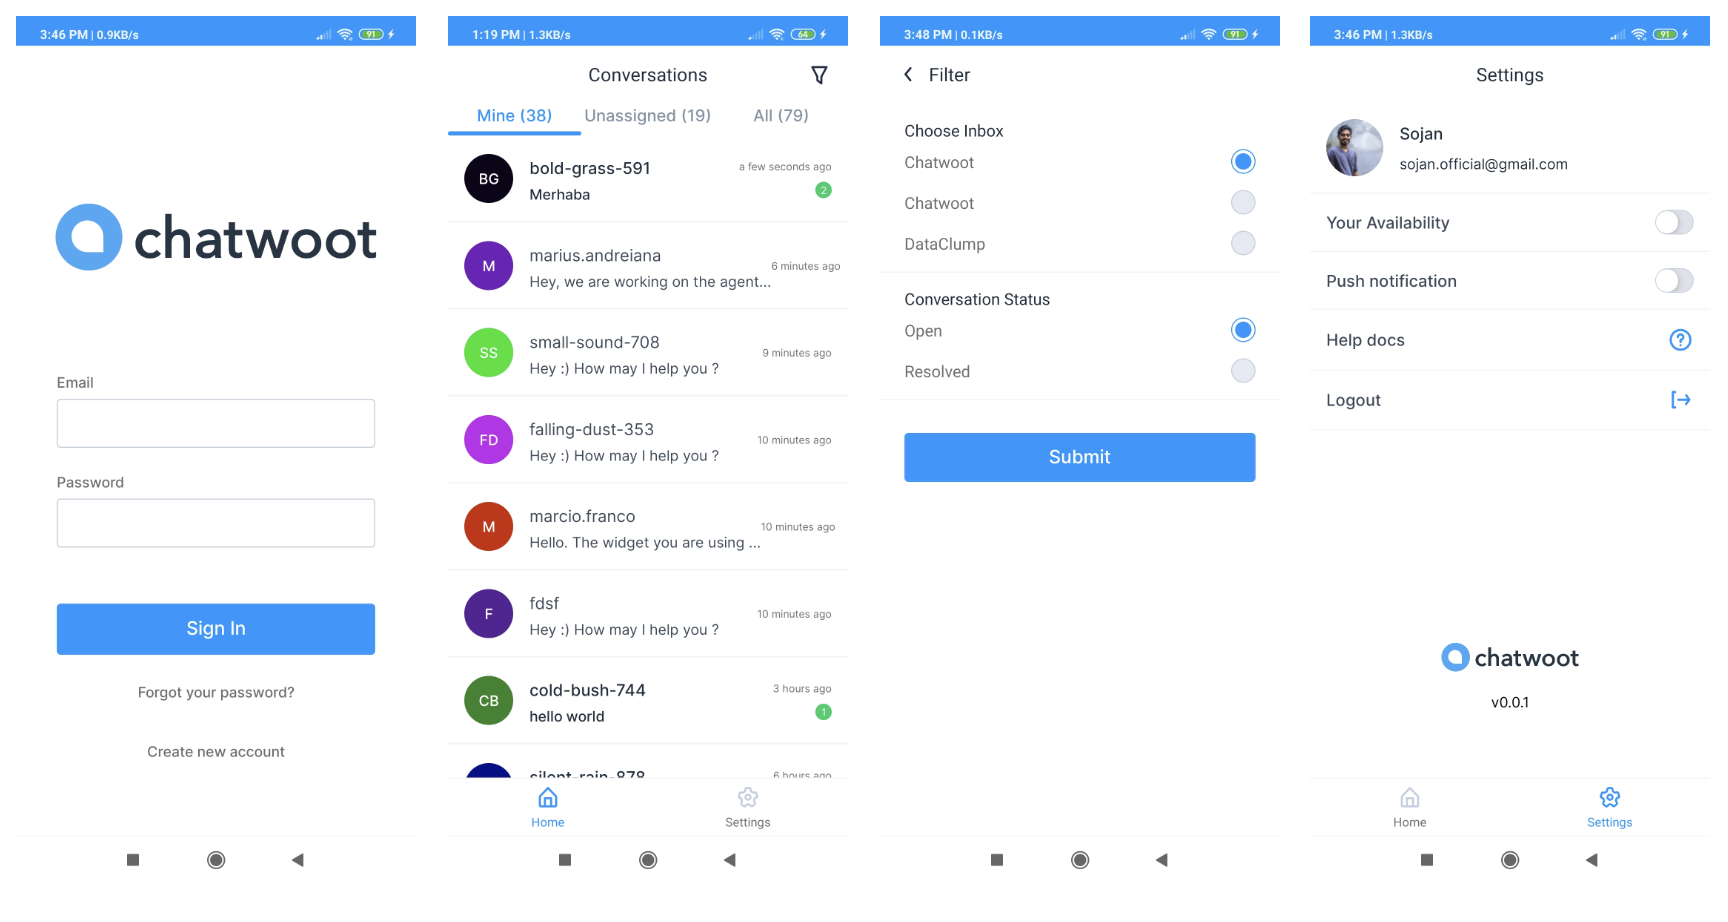 3:46 PM | 0.9KB/s
91
chatwoot
Email
Password
Sign In
Forgot your password?
Create new account
1:19 PM | 1.3KB/s
64
Conversations
Mine (38)
Unassigned (19)
All (79)
BG
bold-grass-591
a few seconds ago
Merhaba
2
M
marius.andreiana
6 minutes ago
Hey, we are working on the agent...
SS
small-sound-708
9 minutes ago
Hey :) How may I help you ?
FD
falling-dust-353
10 minutes ago
Hey :) How may I help you ?
M
marcio.franco
10 minutes ago
Hello. The widget you are using ...
F
fdsf
10 minutes ago
Hey :) How may I help you ?
CB
cold-bush-744
3 hours ago
hello world
1
silent-rain-878
6 hours ago
Home
Settings
3:48 PM | 0.1KB/s
91
Filter
Choose Inbox
Chatwoot
Chatwoot
DataClump
Conversation Status
Open
Resolved
Submit
3:46 PM | 1.3KB/s
91
Settings
Sojan
sojan.official@gmail.com
Your Availability
Push notification
Help docs
Logout
chatwoot
v0.0.1
Home
Settings